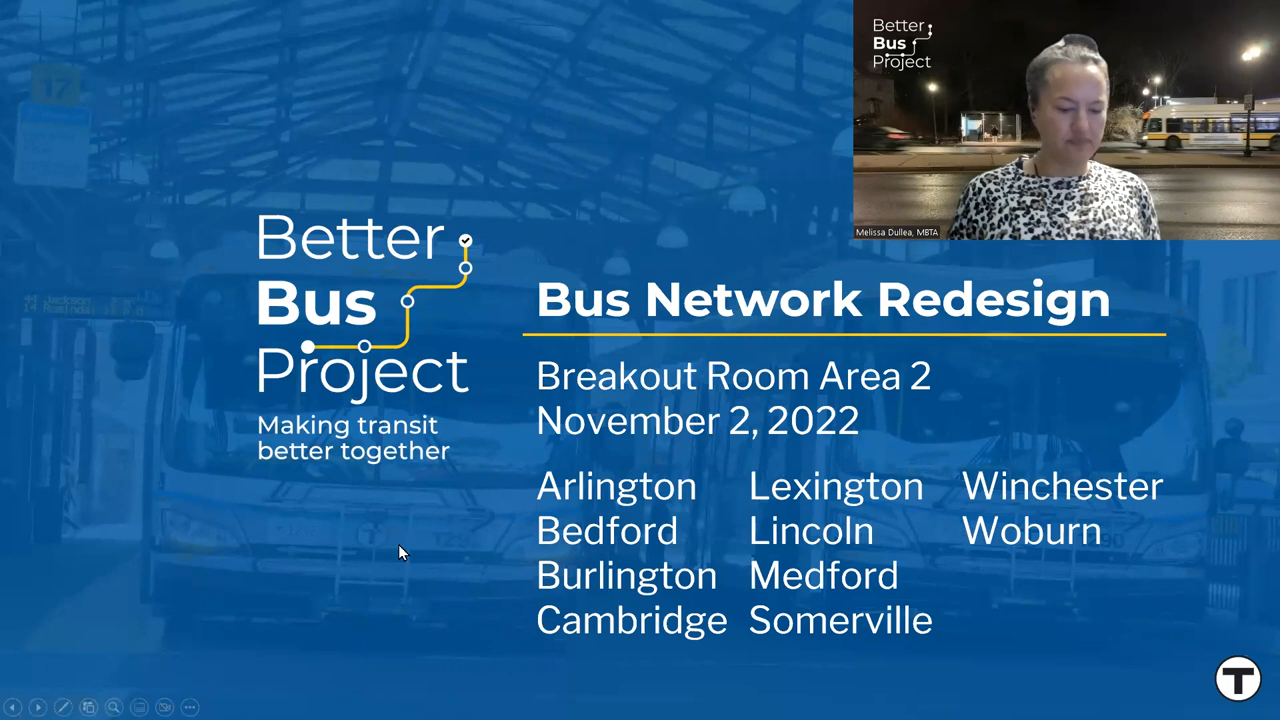 Better
Bus
Project
Melissa Dullea, MBTA
17
Better
Bus
Project
Making transit
better together
Bus Network Redesign
Breakout Room Area 2
November 2, 2022
Arlington Lexington Winchester
Bedford Lincoln Woburn
Burlington Medford
Cambridge Somerville
T